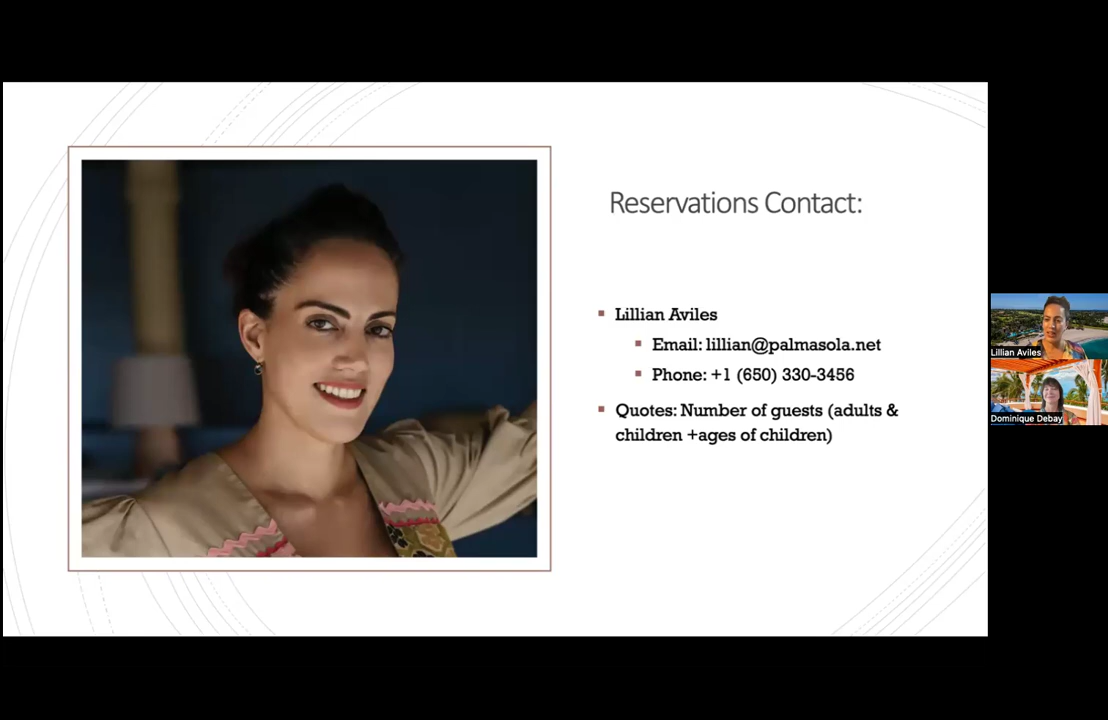 Reservations Contact:
Lillian Aviles
Email: lillian@palmasola.net
Phone: +1 (650) 330-3456
Quotes: Number of guests (adults &
children +ages of children)
Lillian Aviles
Dominique Debay